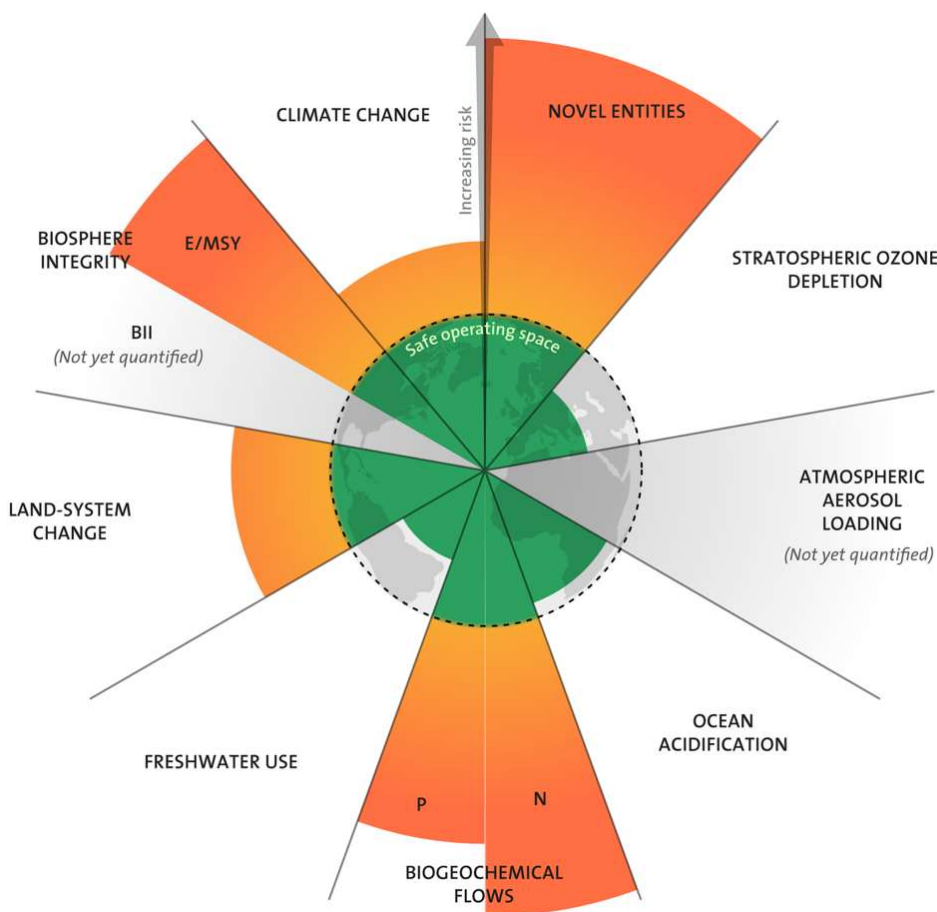 CLIMATE CHANGE
Increasing risk
NOVEL ENTITIES
STRATOSPHERIC OZONE
DEPLETION
ATMOSPHERIC
AEROSOL
LOADING
(Not yet quantified)
OCEAN
ACIDIFICATION
N
P
BIOGEOCHEMICAL
FLOWS
FRESHWATER USE
LAND-SYSTEM
CHANGE
BIOSPHERE
INTEGRITY
E/MSY
BII
(Not yet quantified)
Safe operating space